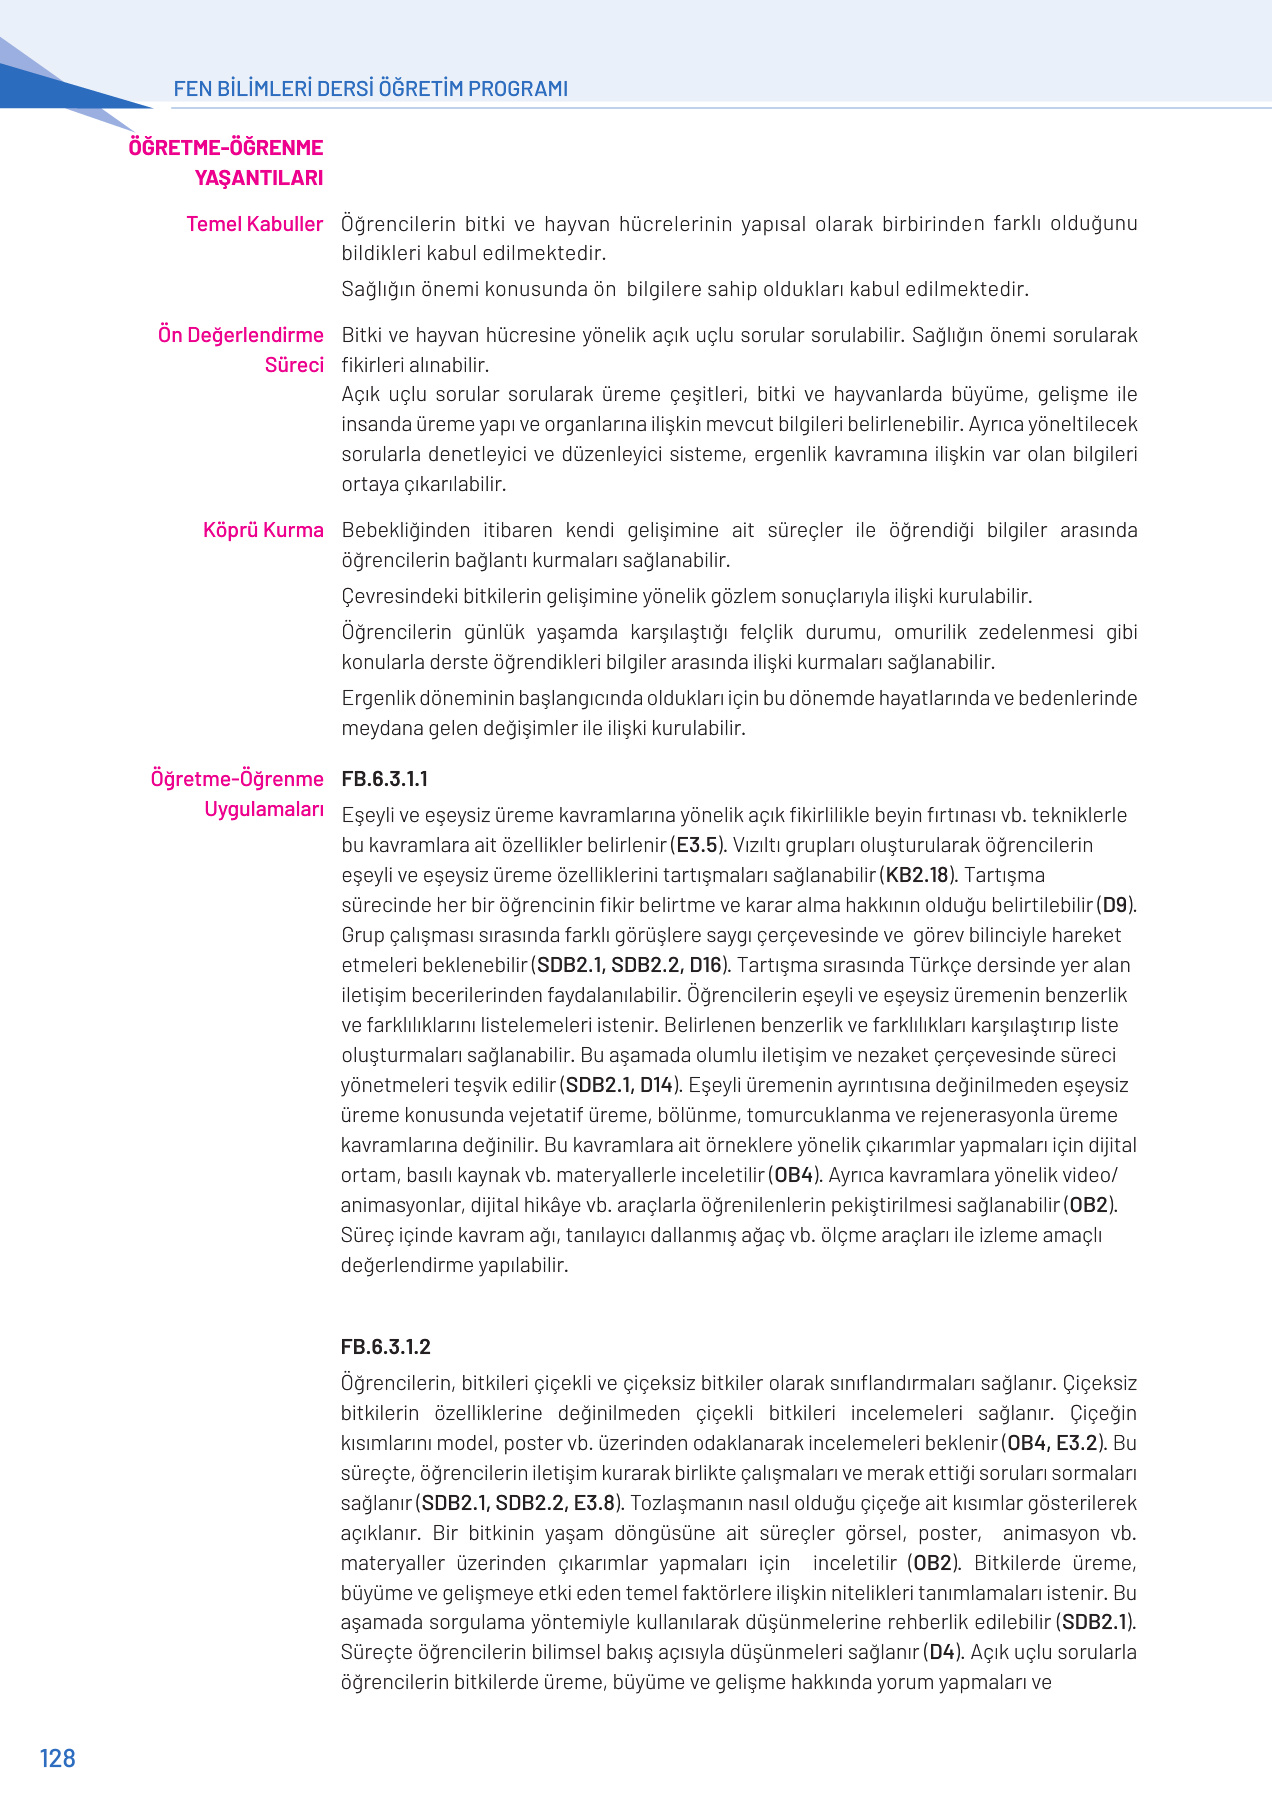 FEN BİLİMLERİ DERSİ ÖĞRETİM PROGRAMI
ÖĞRETME-ÖĞRENME
YAŞANTILARI
Temel Kabuller
Öğrencilerin bitki ve hayvan hücrelerinin yapısal olarak birbirinden farklı olduğunu
bildikleri kabul edilmektedir.
Sağlığın önemi konusunda ön bilgilere sahip oldukları kabul edilmektedir.
Ön Değerlendirme
Süreci
Bitki ve hayvan hücresine yönelik açık uçlu sorular sorulabilir. Sağlığın önemi sorularak
fikirleri alınabilir.
Açık uçlu sorular sorularak üreme çeşitleri, bitki ve hayvanlarda büyüme, gelişme ile
insanda üreme yapı ve organlarına ilişkin mevcut bilgileri belirlenebilir. Ayrıca yöneltilecek
sorularla denetleyici ve düzenleyici sisteme, ergenlik kavramına ilişkin var olan bilgileri
ortaya çıkarılabilir.
Köprü Kurma
Bebekliğinden itibaren kendi gelişimine ait süreçler ile öğrendiği bilgiler arasında
öğrencilerin bağlantı kurmaları sağlanabilir.
Çevresindeki bitkilerin gelişimine yönelik gözlem sonuçlarıyla ilişki kurulabilir.
Öğrencilerin günlük yaşamda karşılaştığı felçlik durumu, omurilik zedelenmesi gibi
konularla derste öğrendikleri bilgiler arasında ilişki kurmaları sağlanabilir.
Ergenlik döneminin başlangıcında oldukları için bu dönemde hayatlarında ve bedenlerinde
meydana gelen değişimler ile ilişki kurulabilir.
Öğretme-Öğrenme
Uygulamaları
FB.6.3.1.1
Eşeyli ve eşeysiz üreme kavramlarına yönelik açık fikirlilikle beyin fırtınası vb. tekniklerle
bu kavramlara ait özellikler belirlenir (E3.5). Vızıltı grupları oluşturularak öğrencilerin
eşeyli ve eşeysiz üreme özelliklerini tartışmaları sağlanabilir (KB2.18). Tartışma
sürecinde her bir öğrencinin fikir belirtme ve karar alma hakkının olduğu belirtilebilir (D9).
Grup çalışması sırasında farklı görüşlere saygı çerçevesinde ve görev bilinciyle hareket
etmeleri beklenebilir (SDB2.1, SDB2.2, D16). Tartışma sırasında Türkçe dersinde yer alan
iletişim becerilerinden faydalanılabilir. Öğrencilerin eşeyli ve eşeysiz üremenin benzerlik
ve farklılıklarını listelemeleri istenir. Belirlenen benzerlik ve farklılıkları karşılaştırıp liste
oluşturmaları sağlanabilir. Bu aşamada olumlu iletişim ve nezaket çerçevesinde süreci
yönetmeleri teşvik edilir (SDB2.1, D14). Eşeyli üremenin ayrıntısına değinilmeden eşeysiz
üreme konusunda vejetatif üreme, bölünme, tomurcuklanma ve rejenerasyonla üreme
kavramlarına değinilir. Bu kavramlara ait örneklere yönelik çıkarımlar yapmaları için dijital
ortam, basılı kaynak vb. materyallerle inceletilir (OB4). Ayrıca kavramlara yönelik video/
animasyonlar, dijital hikâye vb. araçlarla öğrenilenlerin pekiştirilmesi sağlanabilir (OB2).
Süreç içinde kavram ağı, tanılayıcı dallanmış ağaç vb. ölçme araçları ile izleme amaçlı
değerlendirme yapılabilir.
FB.6.3.1.2
Öğrencilerin, bitkileri çiçekli ve çiçeksiz bitkiler olarak sınıflandırmaları sağlanır. Çiçeksiz
bitkilerin özelliklerine değinilmeden çiçekli bitkileri incelemeleri sağlanır. Çiçeğin
kısımlarını model, poster vb. üzerinden odaklanarak incelemeleri beklenir (OB4, E3.2). Bu
süreçte, öğrencilerin iletişim kurarak birlikte çalışmaları ve merak ettiği soruları sormaları
sağlanır (SDB2.1, SDB2.2, E3.8). Tozlaşmanın nasıl olduğu çiçeğe ait kısımlar gösterilerek
açıklanır. Bir bitkinin yaşam döngüsüne ait süreçler görsel, poster, animasyon vb.
materyaller üzerinden çıkarımlar yapmaları için inceletilir (OB2). Bitkilerde üreme,
büyüme ve gelişmeye etki eden temel faktörlere ilişkin nitelikleri tanımlamaları istenir. Bu
aşamada sorgulama yöntemiyle kullanılarak düşünmelerine rehberlik edilebilir (SDB2.1).
Süreçte öğrencilerin bilimsel bakış açısıyla düşünmeleri sağlanır (D4). Açık uçlu sorularla
öğrencilerin bitkilerde üreme, büyüme ve gelişme hakkında yorum yapmaları ve
128